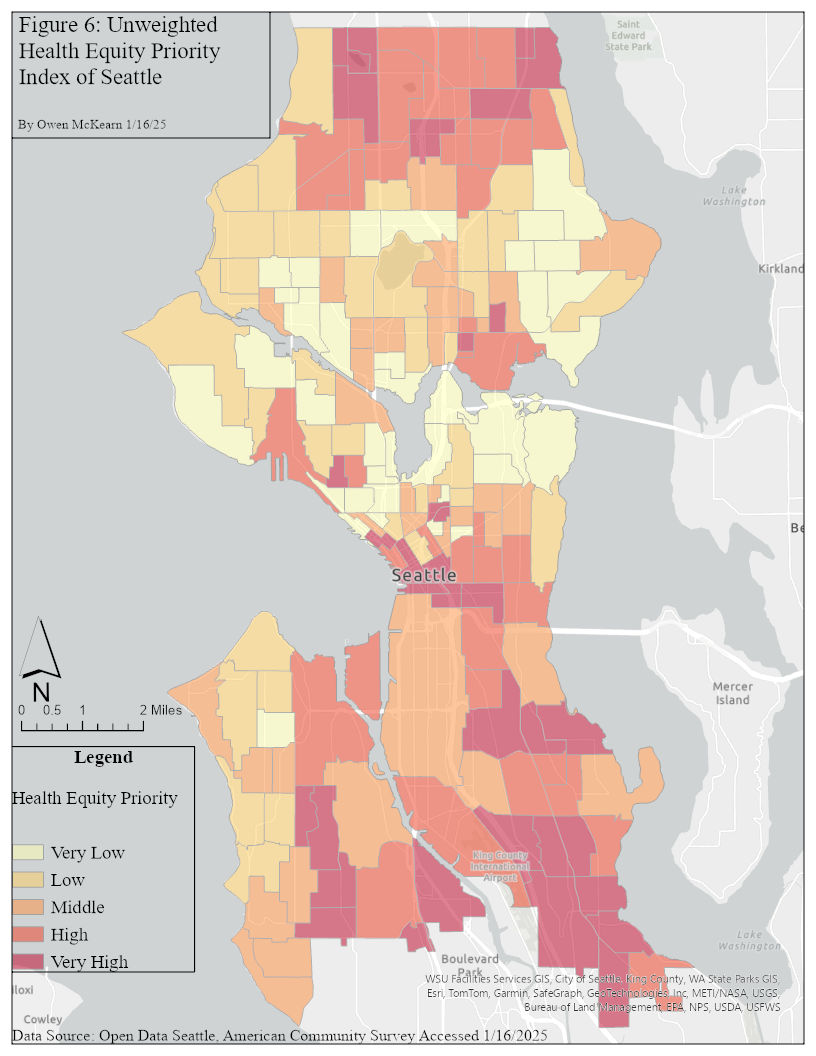 Figure 6: Unweighted
Health Equity Priority
Index of Seattle
By Owen McKearn 1/16/25
Saint
Edward
State Park
Lake
Washington
Kirkland
Be
Seattle
Mercer
Island
N
0 0.5 1 2 Miles
Legend
Health Equity Priority
Very Low
Low
Middle
High
Very High
King County
International
Airport
Boulevard
Park
Lake
Washington
iloxi
Cowley
WSU Facilities Services GIS, City of Seattle, King County, WA State Parks GIS,
Esri, TomTom, Garmin, SafeGraph, GeoTechnologies, Inc, METI/NASA, USGS,
Bureau of Land Management, EPA, NPS, USDA, USFWS
Data Source: Open Data Seattle, American Community Survey Accessed 1/16/2025